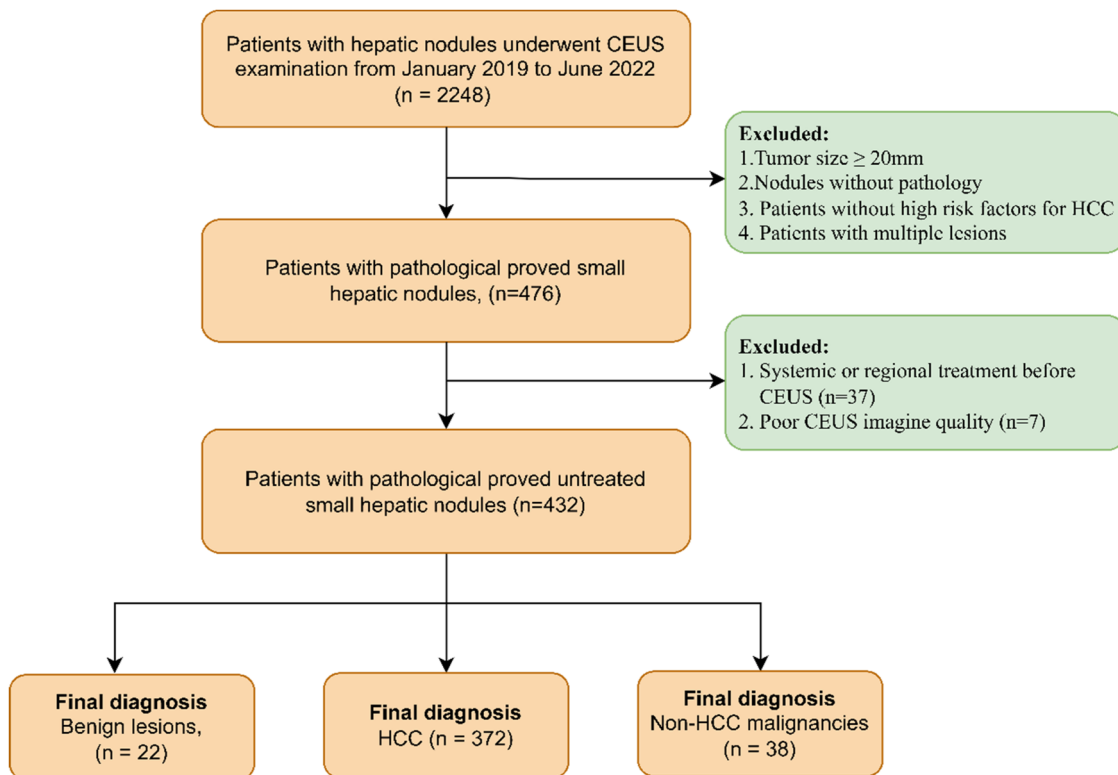 Patients with hepatic nodules underwent CEUS
examination from January 2019 to June 2022
(n = 2248)
Excluded:
1.Tumor size ≥ 20mm
2.Nodules without pathology
3. Patients without high risk factors for HCC
4. Patients with multiple lesions
Patients with pathological proved small
hepatic nodules, (n=476)
Excluded:
1. Systemic or regional treatment before
CEUS (n=37)
2. Poor CEUS imagine quality (n=7)
Patients with pathological proved untreated
small hepatic nodules (n=432)
Final diagnosis
Benign lesions,
(n = 22)
Final diagnosis
HCC (n = 372)
Final diagnosis
Non-HCC malignancies
(n = 38)